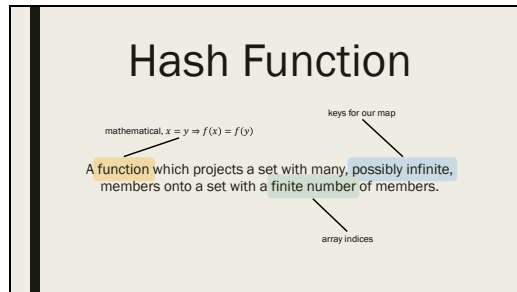 Hash Function
keys for our map
mathematical, x = y ⇒ f(x) = f(y)
A function which projects a set with many, possibly infinite,
members onto a set with a finite number of members.
array indices